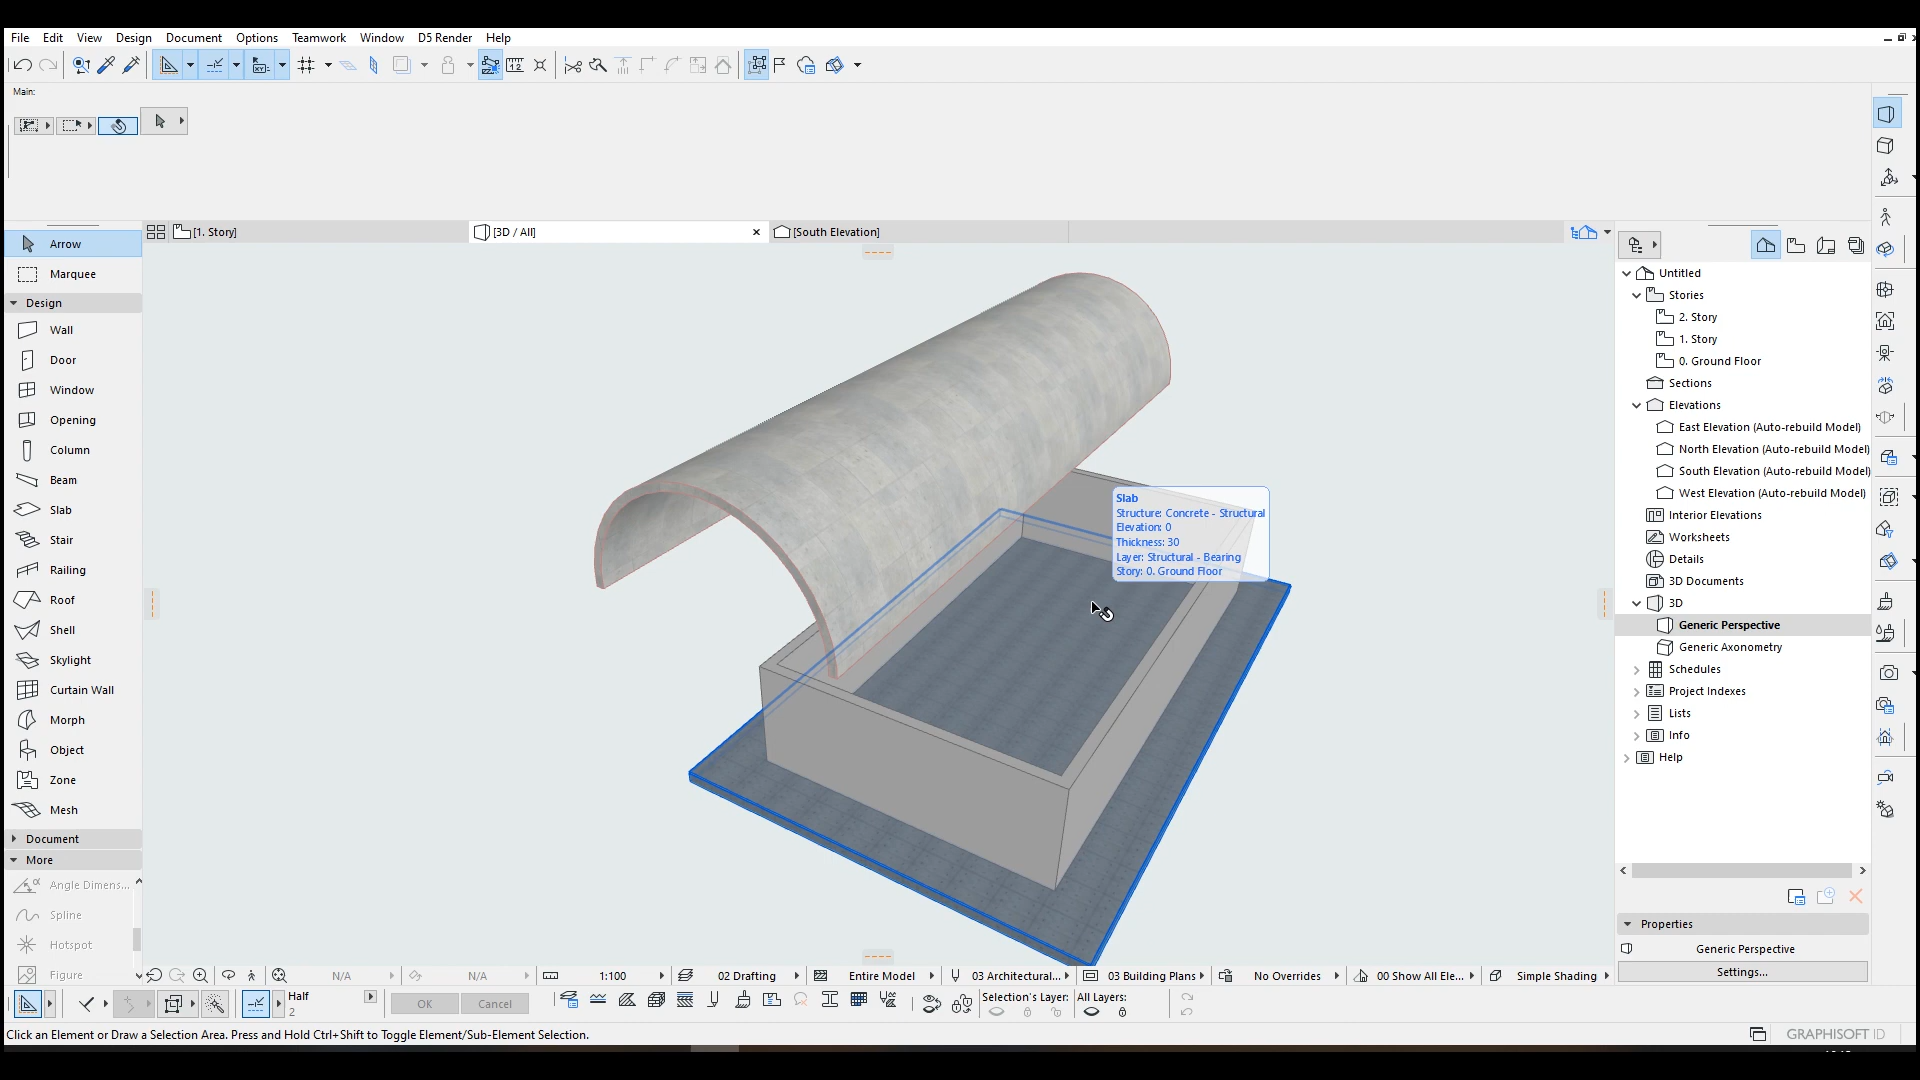 File Edit View Design Document Options Teamwork Window D5 Render Help
Main:
[1. Story]
[3D / All]
[South Elevation]
Arrow
Marquee
Design
Wall
Door
Window
Opening
Column
Beam
Slab
Stair
Railing
Roof
Shell
Skylight
Curtain Wall
Morph
Object
Zone
Mesh
Document
More
Angle Dimens...
Spline
Hotspot
Figure
Slab
Structure: Concrete - Structural
Elevation: 0
Thickness: 30
Layer: Structural - Bearing
Story: 0. Ground Floor
Untitled
Stories
2. Story
1. Story
0. Ground Floor
Sections
Elevations
East Elevation (Auto-rebuild Model)
North Elevation (Auto-rebuild Model)
South Elevation (Auto-rebuild Model)
West Elevation (Auto-rebuild Model)
Interior Elevations
Worksheets
Details
3D Documents
3D
Generic Perspective
Generic Axonometry
Schedules
Project Indexes
Lists
Info
Help
Properties
Generic Perspective
Settings...
N/A N/A 1:100 02 Drafting Entire Model 03 Architectural... 03 Building Plans No Overrides 00 Show All Ele... Simple Shading
Half
2
OK Cancel
Selection's Layer: All Layers:
Click an Element or Draw a Selection Area. Press and Hold Ctrl+Shift to Toggle Element/Sub-Element Selection.
GRAPHISOFT ID